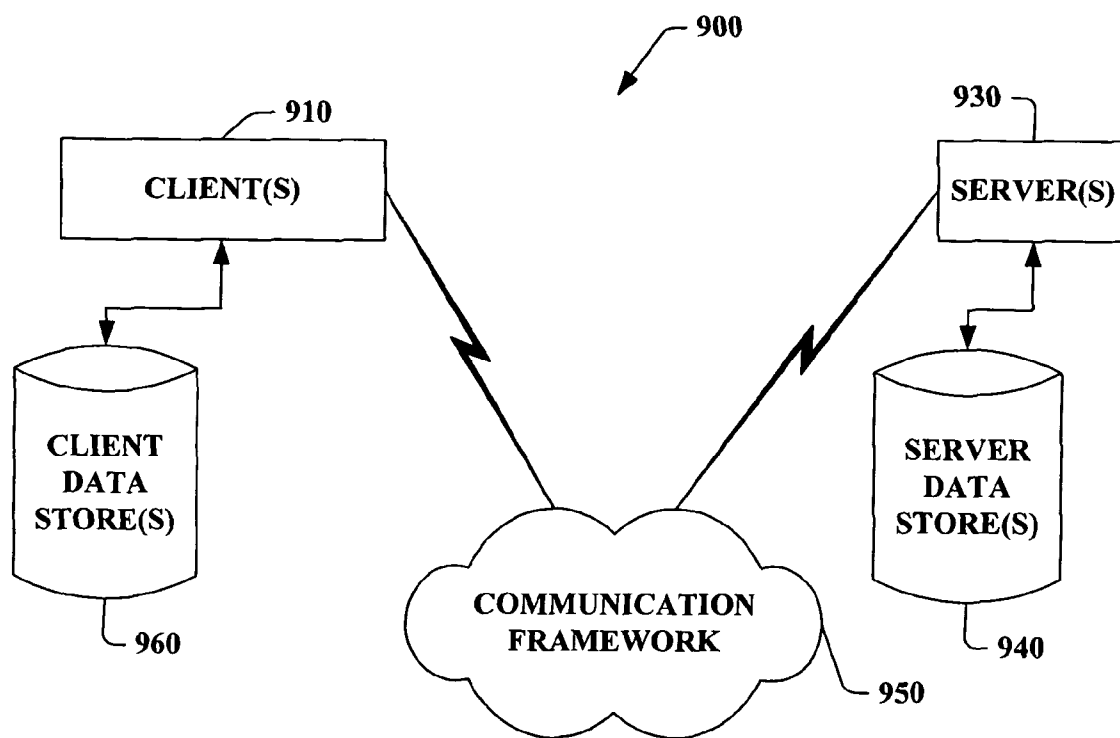 900
910
930
CLIENT(S)
SERVER(S)
CLIENT
DATA
STORE(S)
SERVER
DATA
STORE(S)
COMMUNICATION
FRAMEWORK
960
940
950